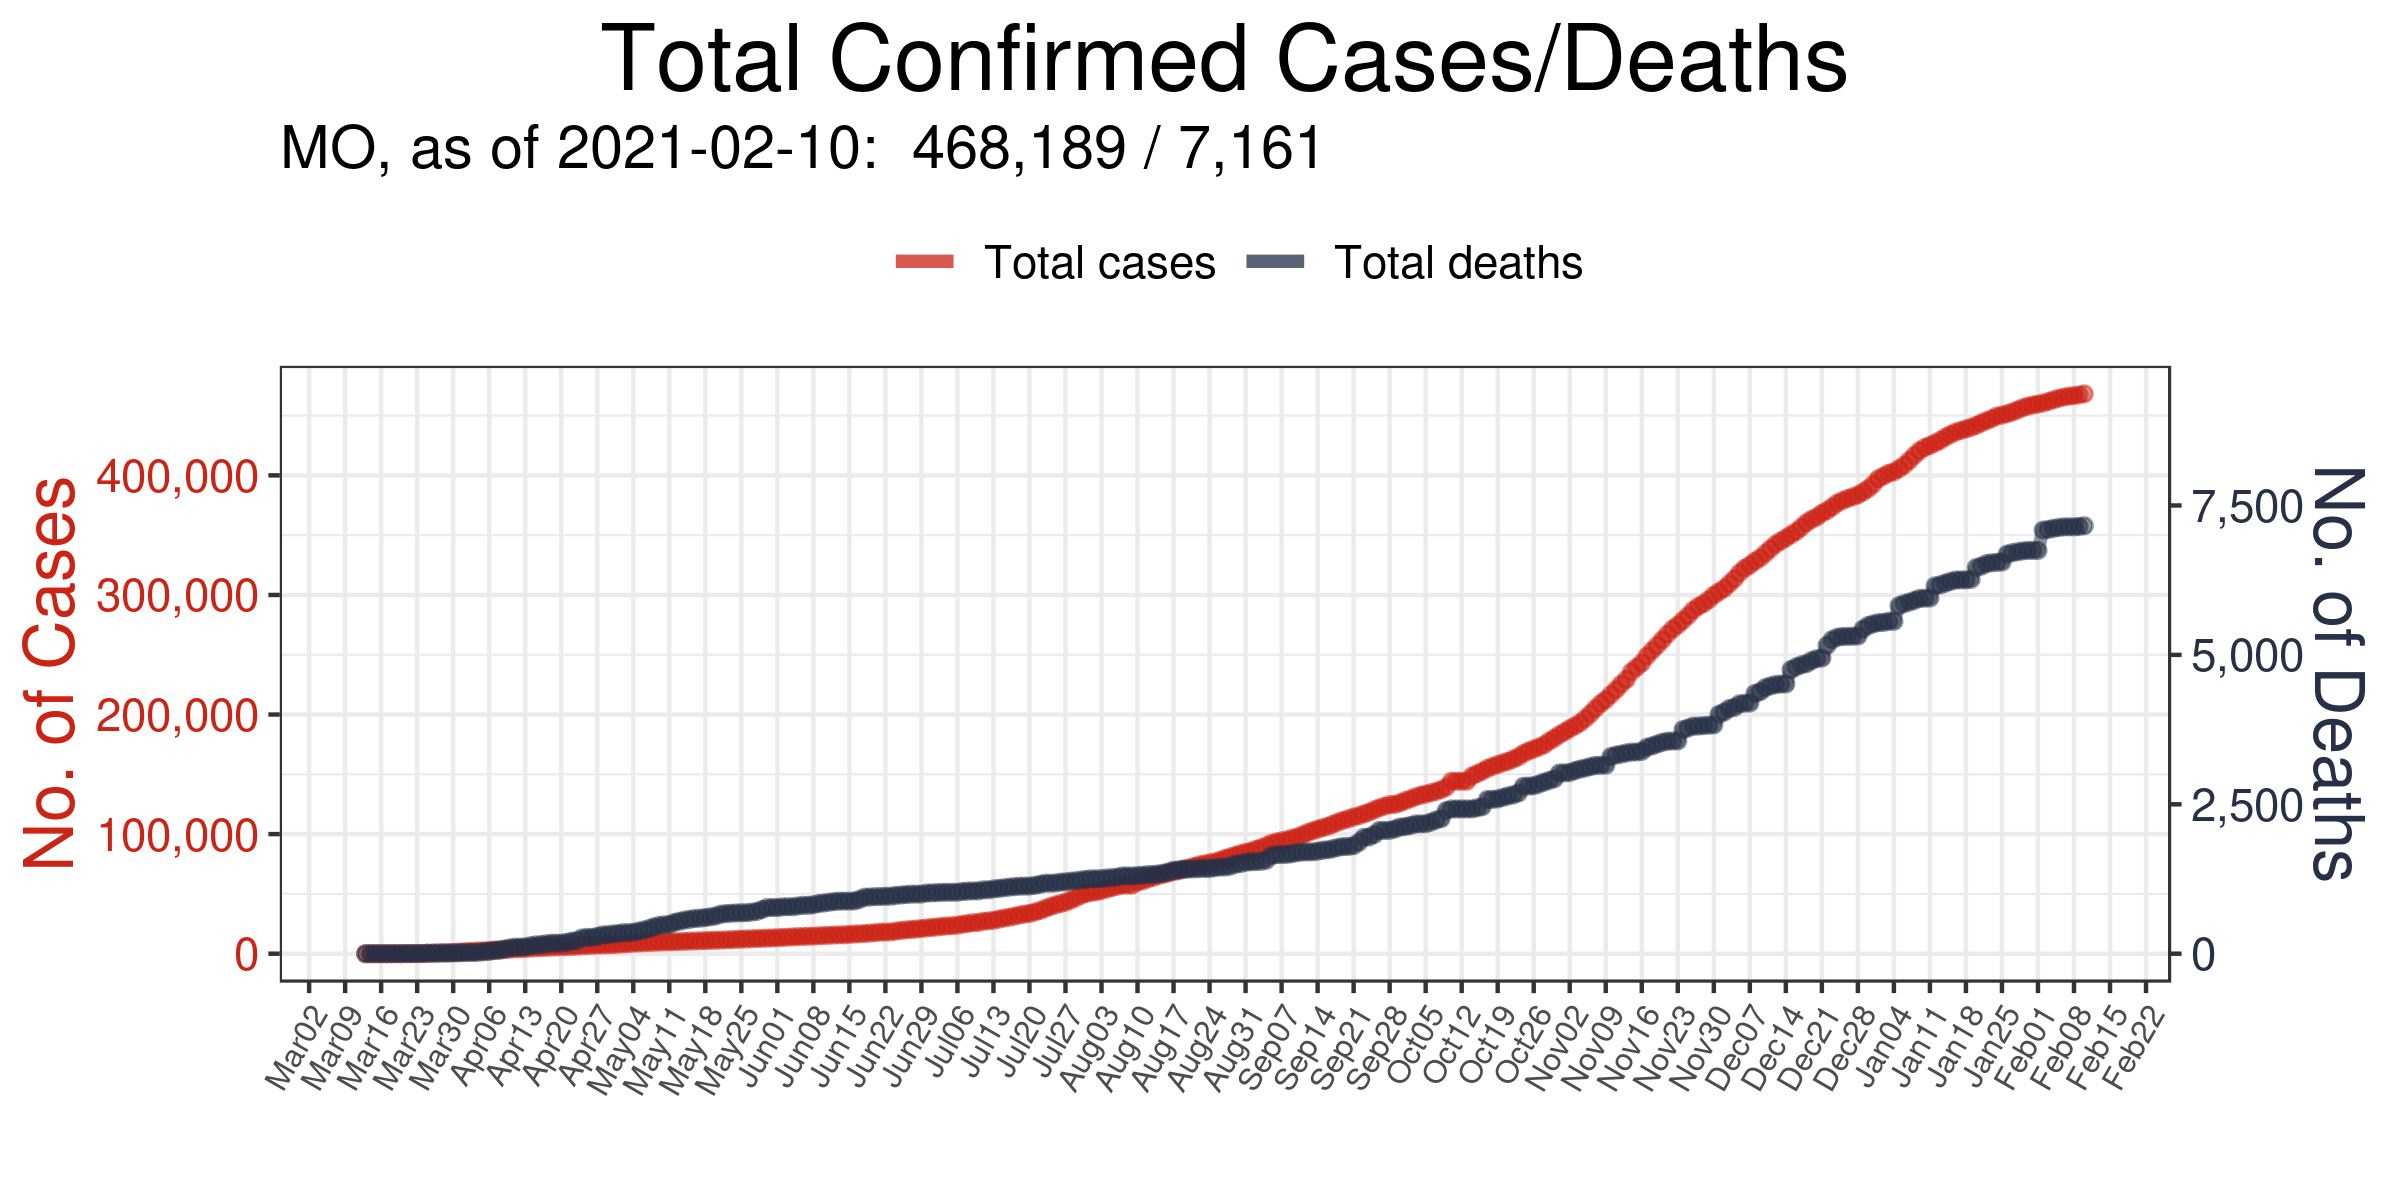 Total Confirmed Cases/Deaths
MO, as of 2021-02-10:  468,189 / 7,161
Total cases
Total deaths
No. of Cases
400,000
300,000
200,000
100,000
0
7,500
5,000
2,500
0
No. of Deaths
Mar02
Mar09
Mar16
Mar23
Mar30
Apr06
Apr13
Apr20
Apr27
May04
May11
May18
May25
Jun01
Jun08
Jun15
Jun22
Jun29
Jul06
Jul13
Jul20
Jul27
Aug03
Aug10
Aug17
Aug24
Aug31
Sep07
Sep14
Sep21
Sep28
Oct05
Oct12
Oct19
Oct26
Nov02
Nov09
Nov16
Nov23
Nov30
Dec07
Dec14
Dec21
Dec28
Jan04
Jan11
Jan18
Jan25
Feb01
Feb08
Feb15
Feb22